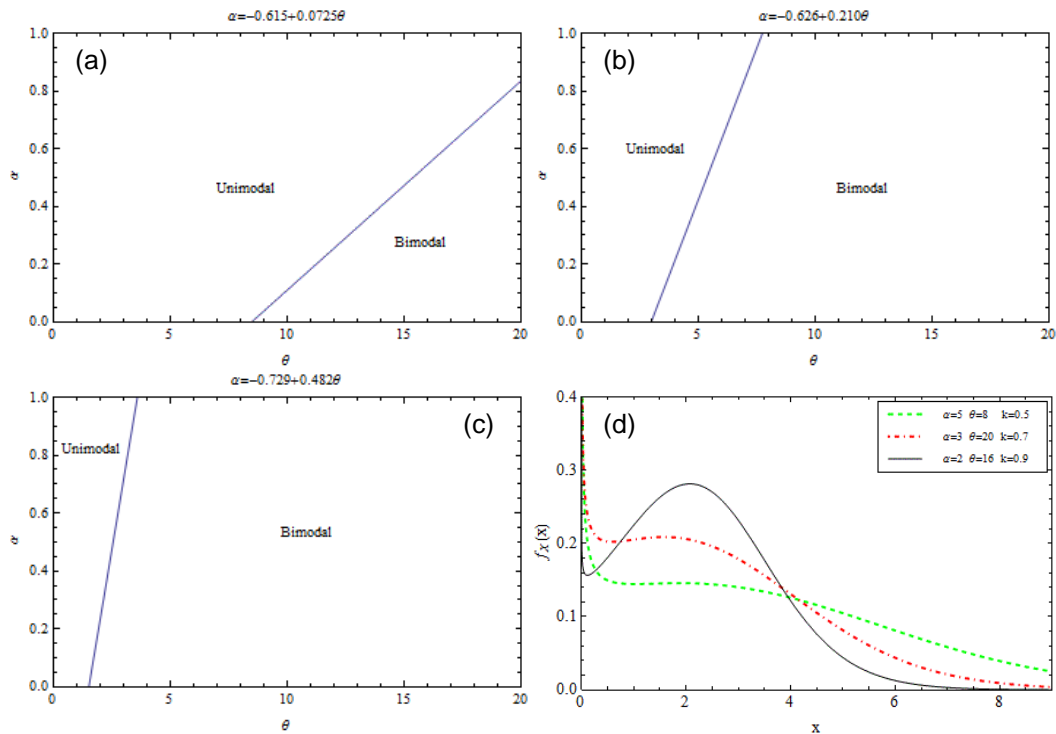 α=−0.615+0.0725θ
(a)
Unimodal
Bimodal
α
0.0 0.2 0.4 0.6 0.8 1.0
0 5 10 15 20
θ
α=−0.626+0.210θ
(b)
Unimodal
Bimodal
α
0.0 0.2 0.4 0.6 0.8 1.0
0 5 10 15 20
θ
α=−0.729+0.482θ
(c)
Unimodal
Bimodal
α
0.0 0.2 0.4 0.6 0.8 1.0
0 5 10 15 20
θ
(d)
α=5 θ=8 k=0.5
α=3 θ=20 k=0.7
α=2 θ=16 k=0.9
fX(x)
0.0 0.1 0.2 0.3 0.4
0 2 4 6 8
x